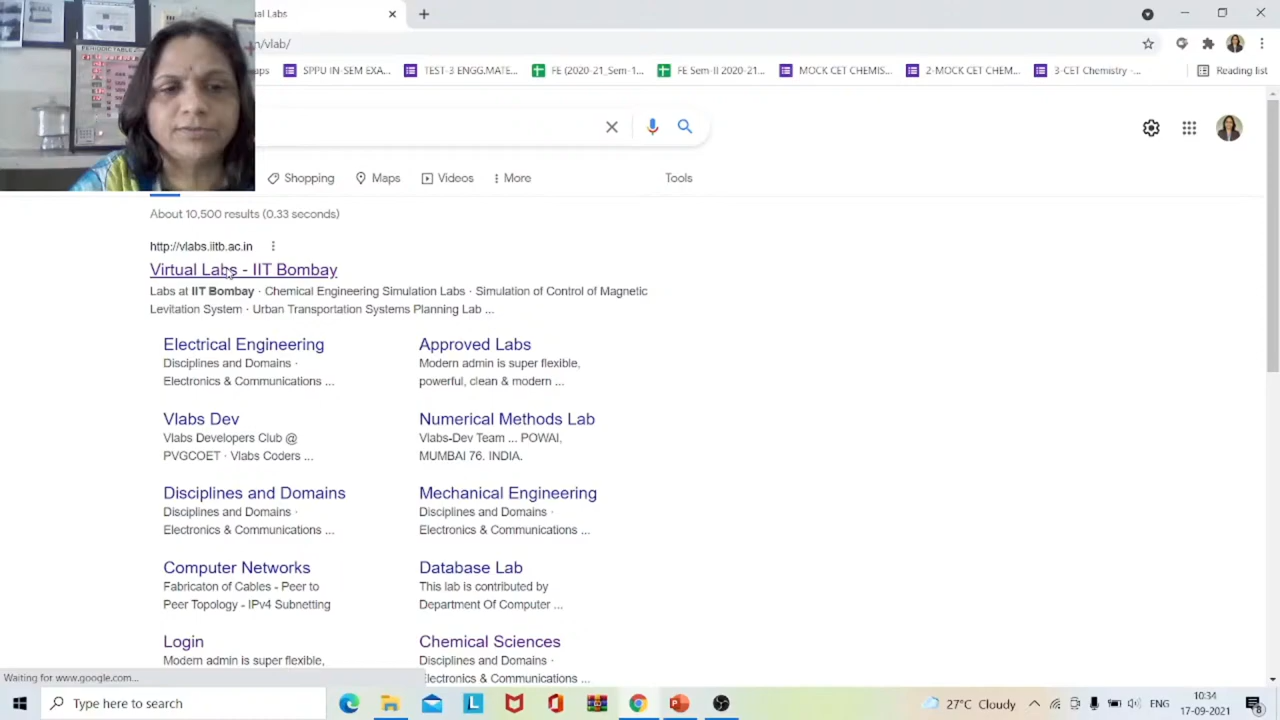 al Labs
n/vlab/
aps
SPPU IN-SEM EXA...
TEST-3 ENGG.MATE...
FE (2020-21_Sem-1...
FE Sem-II 2020-21...
MOCK CET CHEMIS...
2-MOCK CET CHEM...
3-CET Chemistry -...
Reading list
PERIODIC TABLE
Shopping
Maps
Videos
More
Tools
About 10,500 results (0.33 seconds)
http://vlabs.iitb.ac.in
Virtual Labs - IIT Bombay
Labs at IIT Bombay · Chemical Engineering Simulation Labs · Simulation of Control of Magnetic
Levitation System · Urban Transportation Systems Planning Lab ...
Electrical Engineering
Disciplines and Domains ·
Electronics & Communications ...
Approved Labs
Modern admin is super flexible,
powerful, clean & modern ...
Vlabs Dev
Vlabs Developers Club @
PVGCOET · Vlabs Coders ...
Numerical Methods Lab
Vlabs-Dev Team ... POWAI,
MUMBAI 76. INDIA.
Disciplines and Domains
Disciplines and Domains ·
Electronics & Communications ...
Mechanical Engineering
Disciplines and Domains ·
Electronics & Communications ...
Computer Networks
Fabricaton of Cables - Peer to
Peer Topology - IPv4 Subnetting
Database Lab
This lab is contributed by
Department Of Computer ...
Login
Modern admin is super flexible,
Chemical Sciences
Disciplines and Domains ·
Electronics & Communications ...
Waiting for www.google.com...
Type here to search
27°C Cloudy
ENG
10:34
17-09-2021
8